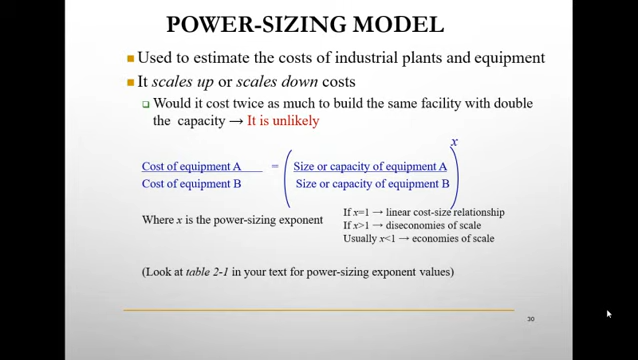 POWER-SIZING MODEL
Used to estimate the costs of industrial plants and equipment
It scales up or scales down costs
Would it cost twice as much to build the same facility with double
the capacity → It is unlikely
x
Cost of equipment A = Size or capacity of equipment A
Cost of equipment B Size or capacity of equipment B
Where x is the power-sizing exponent
If x=1 → linear cost-size relationship
If x>1 → diseconomies of scale
Usually x<1 → economies of scale
(Look at table 2-1 in your text for power-sizing exponent values)
30